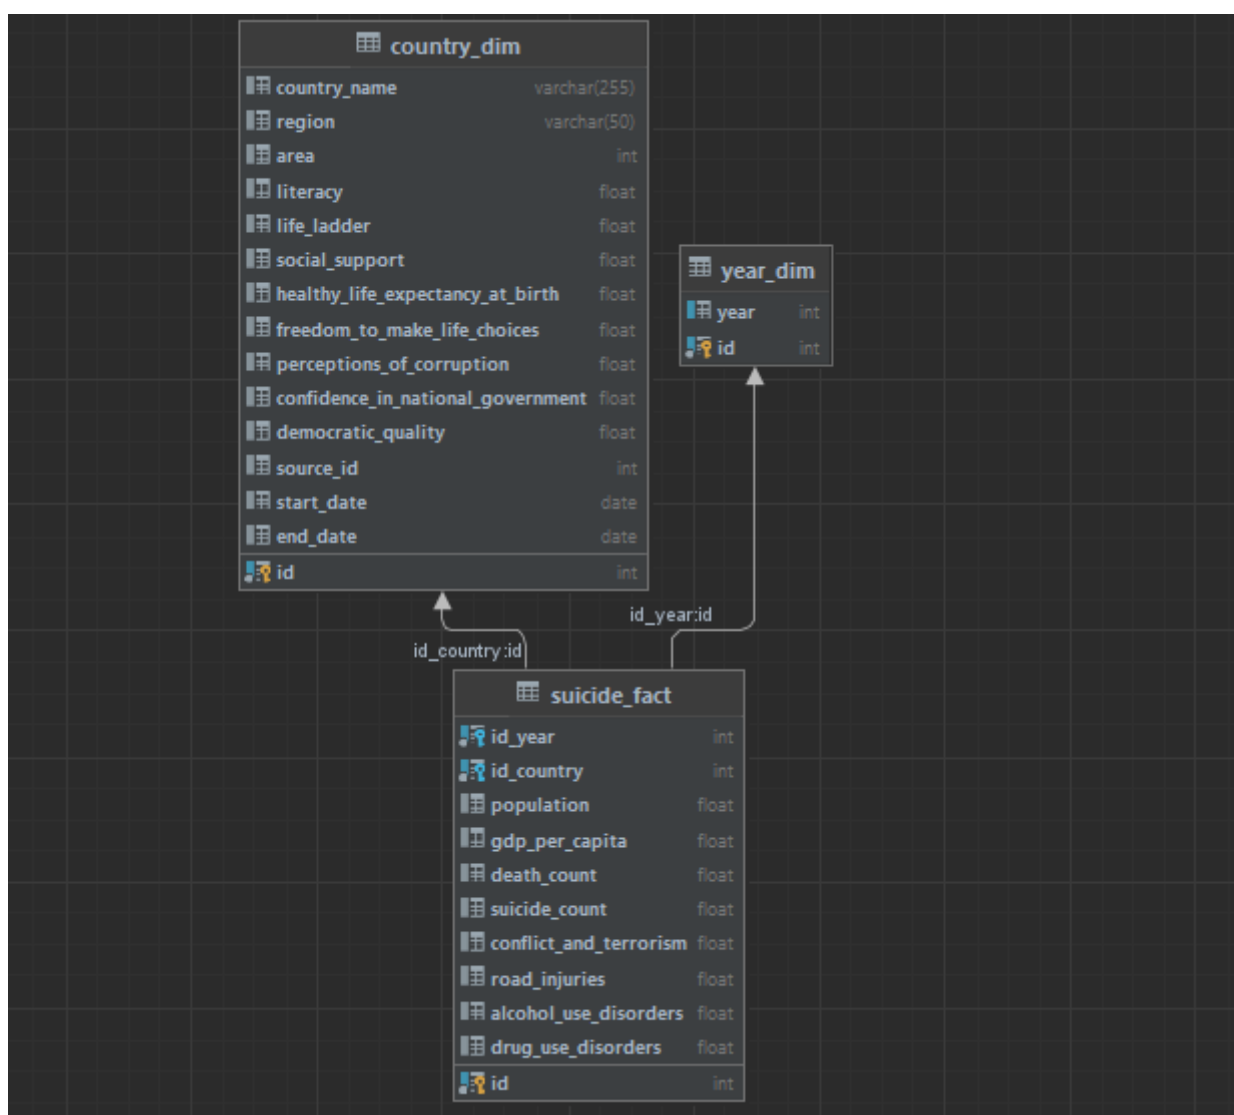 country_dim
country_name varchar(255)
region varchar(50)
area int
literacy float
life_ladder float
social_support float
healthy_life_expectancy_at_birth float
freedom_to_make_life_choices float
perceptions_of_corruption float
confidence_in_national_government float
democratic_quality float
source_id int
start_date date
end_date date
id int
year_dim
year int
id int
id_year:id
id_country:id
suicide_fact
id_year int
id_country int
population float
gdp_per_capita float
death_count float
suicide_count float
conflict_and_terrorism float
road_injuries float
alcohol_use_disorders float
drug_use_disorders float
id int